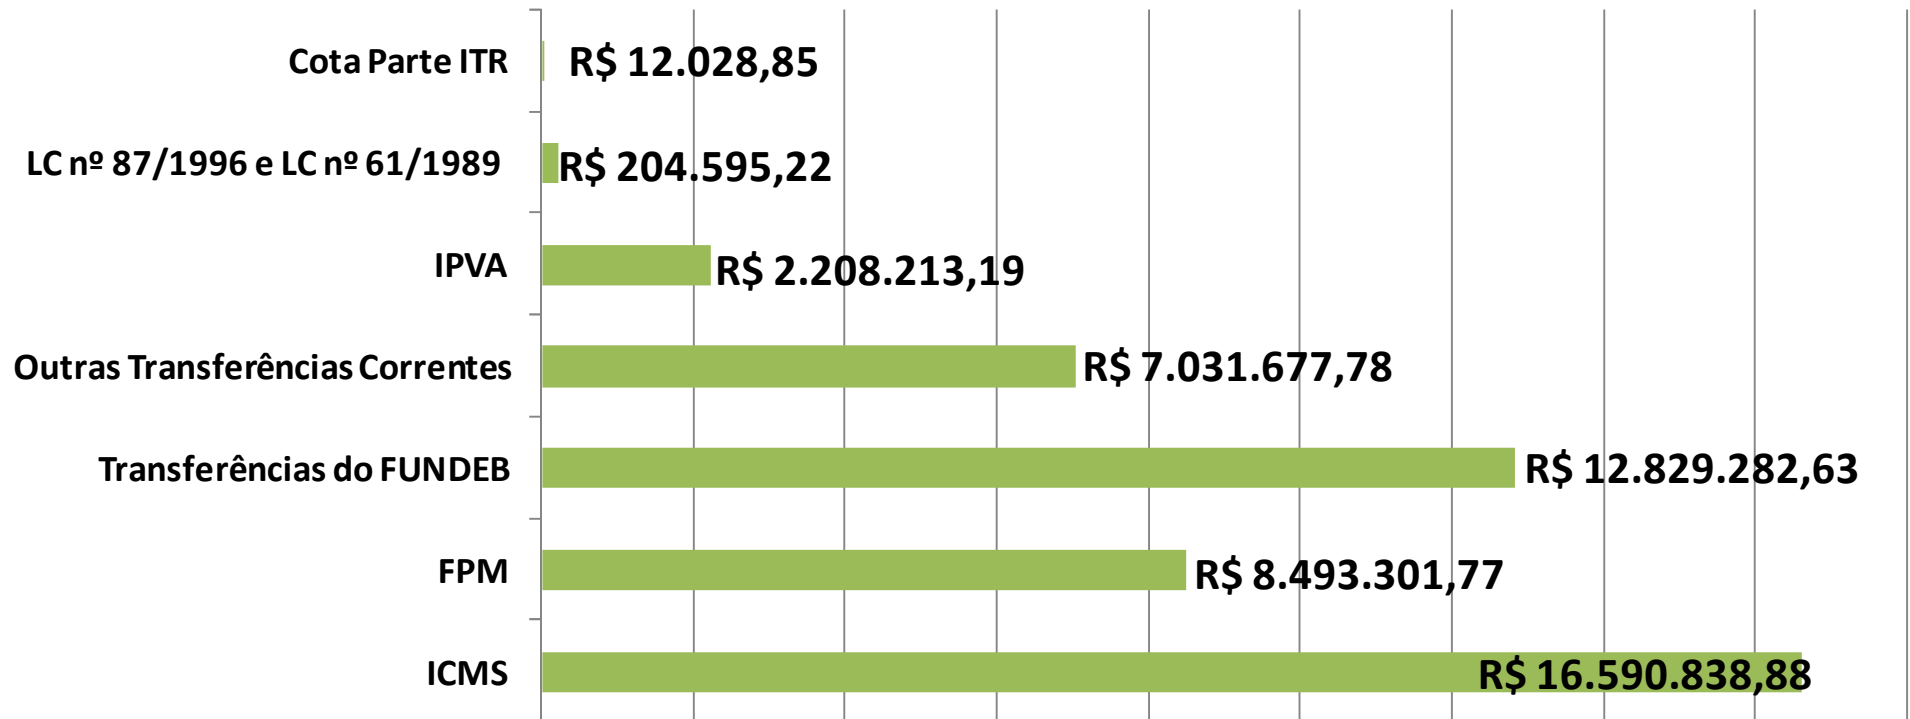 Cota Parte ITR R$ 12.028,85
LC nº 87/1996 e LC nº 61/1989 R$ 204.595,22
IPVA R$ 2.208.213,19
Outras Transferências Correntes R$ 7.031.677,78
Transferências do FUNDEB R$ 12.829.282,63
FPM R$ 8.493.301,77
ICMS R$ 16.590.838,88